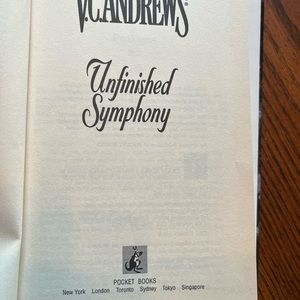 V.C. ANDREWS®
Unfinished
Symphony
POCKET BOOKS
New York London Toronto Sydney Tokyo Singapore